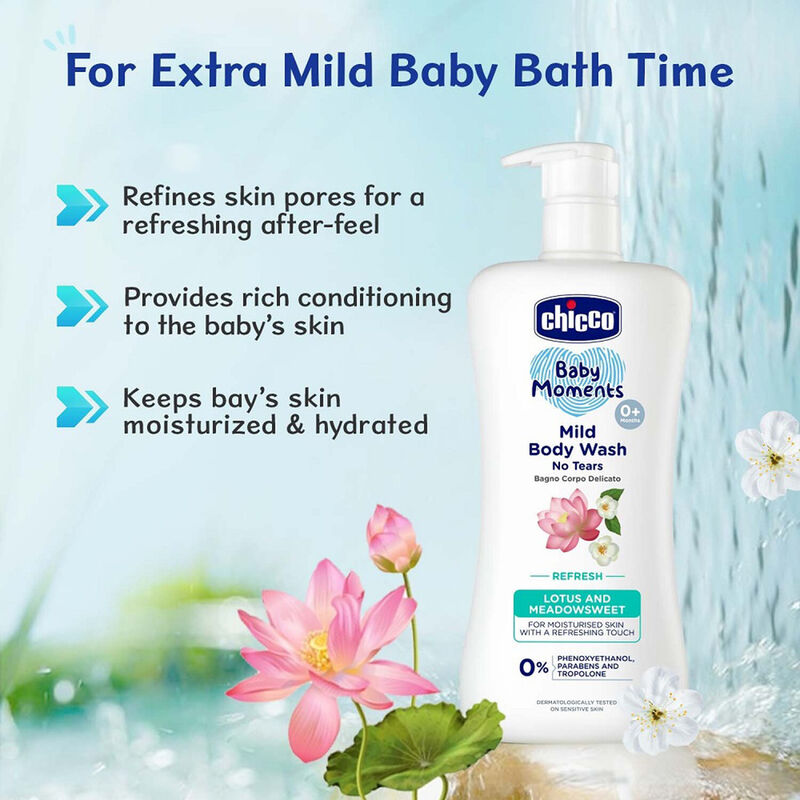 For Extra Mild Baby Bath Time
Refines skin pores for a
refreshing after-feel
Provides rich conditioning
to the baby's skin
Keeps bay's skin
moisturized & hydrated
chicco
Baby
Moments
0+
Months
Mild
Body Wash
No Tears
Bagno Corpo Delicato
REFRESH
LOTUS AND
MEADOWSWEET
FOR MOISTURISED SKIN
WITH A REFRESHING TOUCH
0% PHENOXYETHANOL,
PARABENS AND
TROPOLONE
DERMATOLOGICALLY TESTED
ON SENSITIVE SKIN